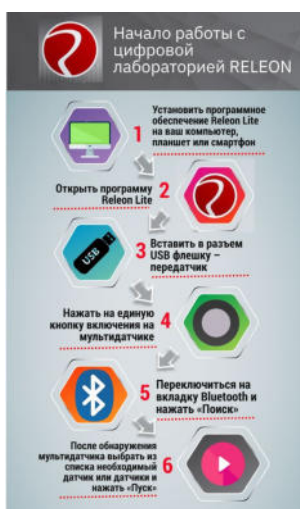 Начало работы с
цифровой
лабораторией RELEON
1
Установить программное
обеспечение Releon Lite
на ваш компьютер,
планшет или смартфон
Открыть программу
Releon Lite
2
USB
3
Вставить в разъем
USB флешку –
передатчик
Нажать на единую
кнопку включения на
мультидатчике
4
5
Переключиться на
вкладку Bluetooth и
нажать «Поиск»
После обнаружения
мультидатчика выбрать из
списка необходимый
датчик или датчики и
нажать «Пуск»
6